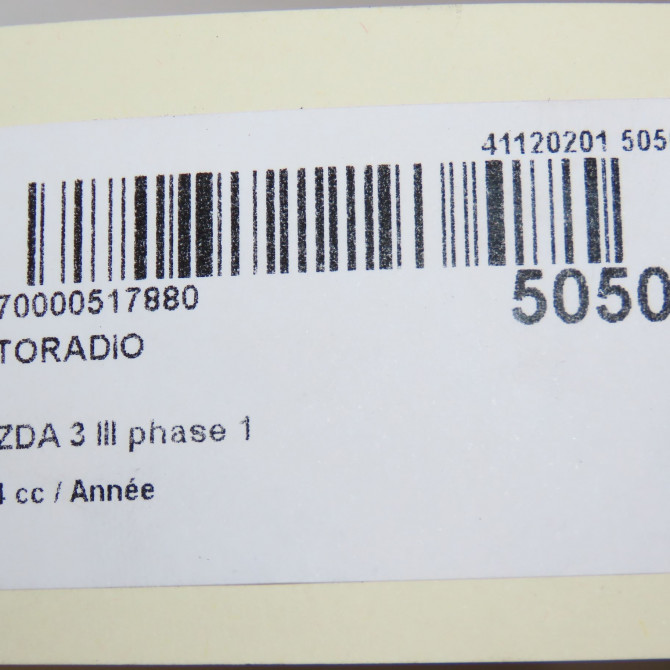 41120201 505
70000517880
5050
TORADIO
ZDA 3 III phase 1
4 cc / Année